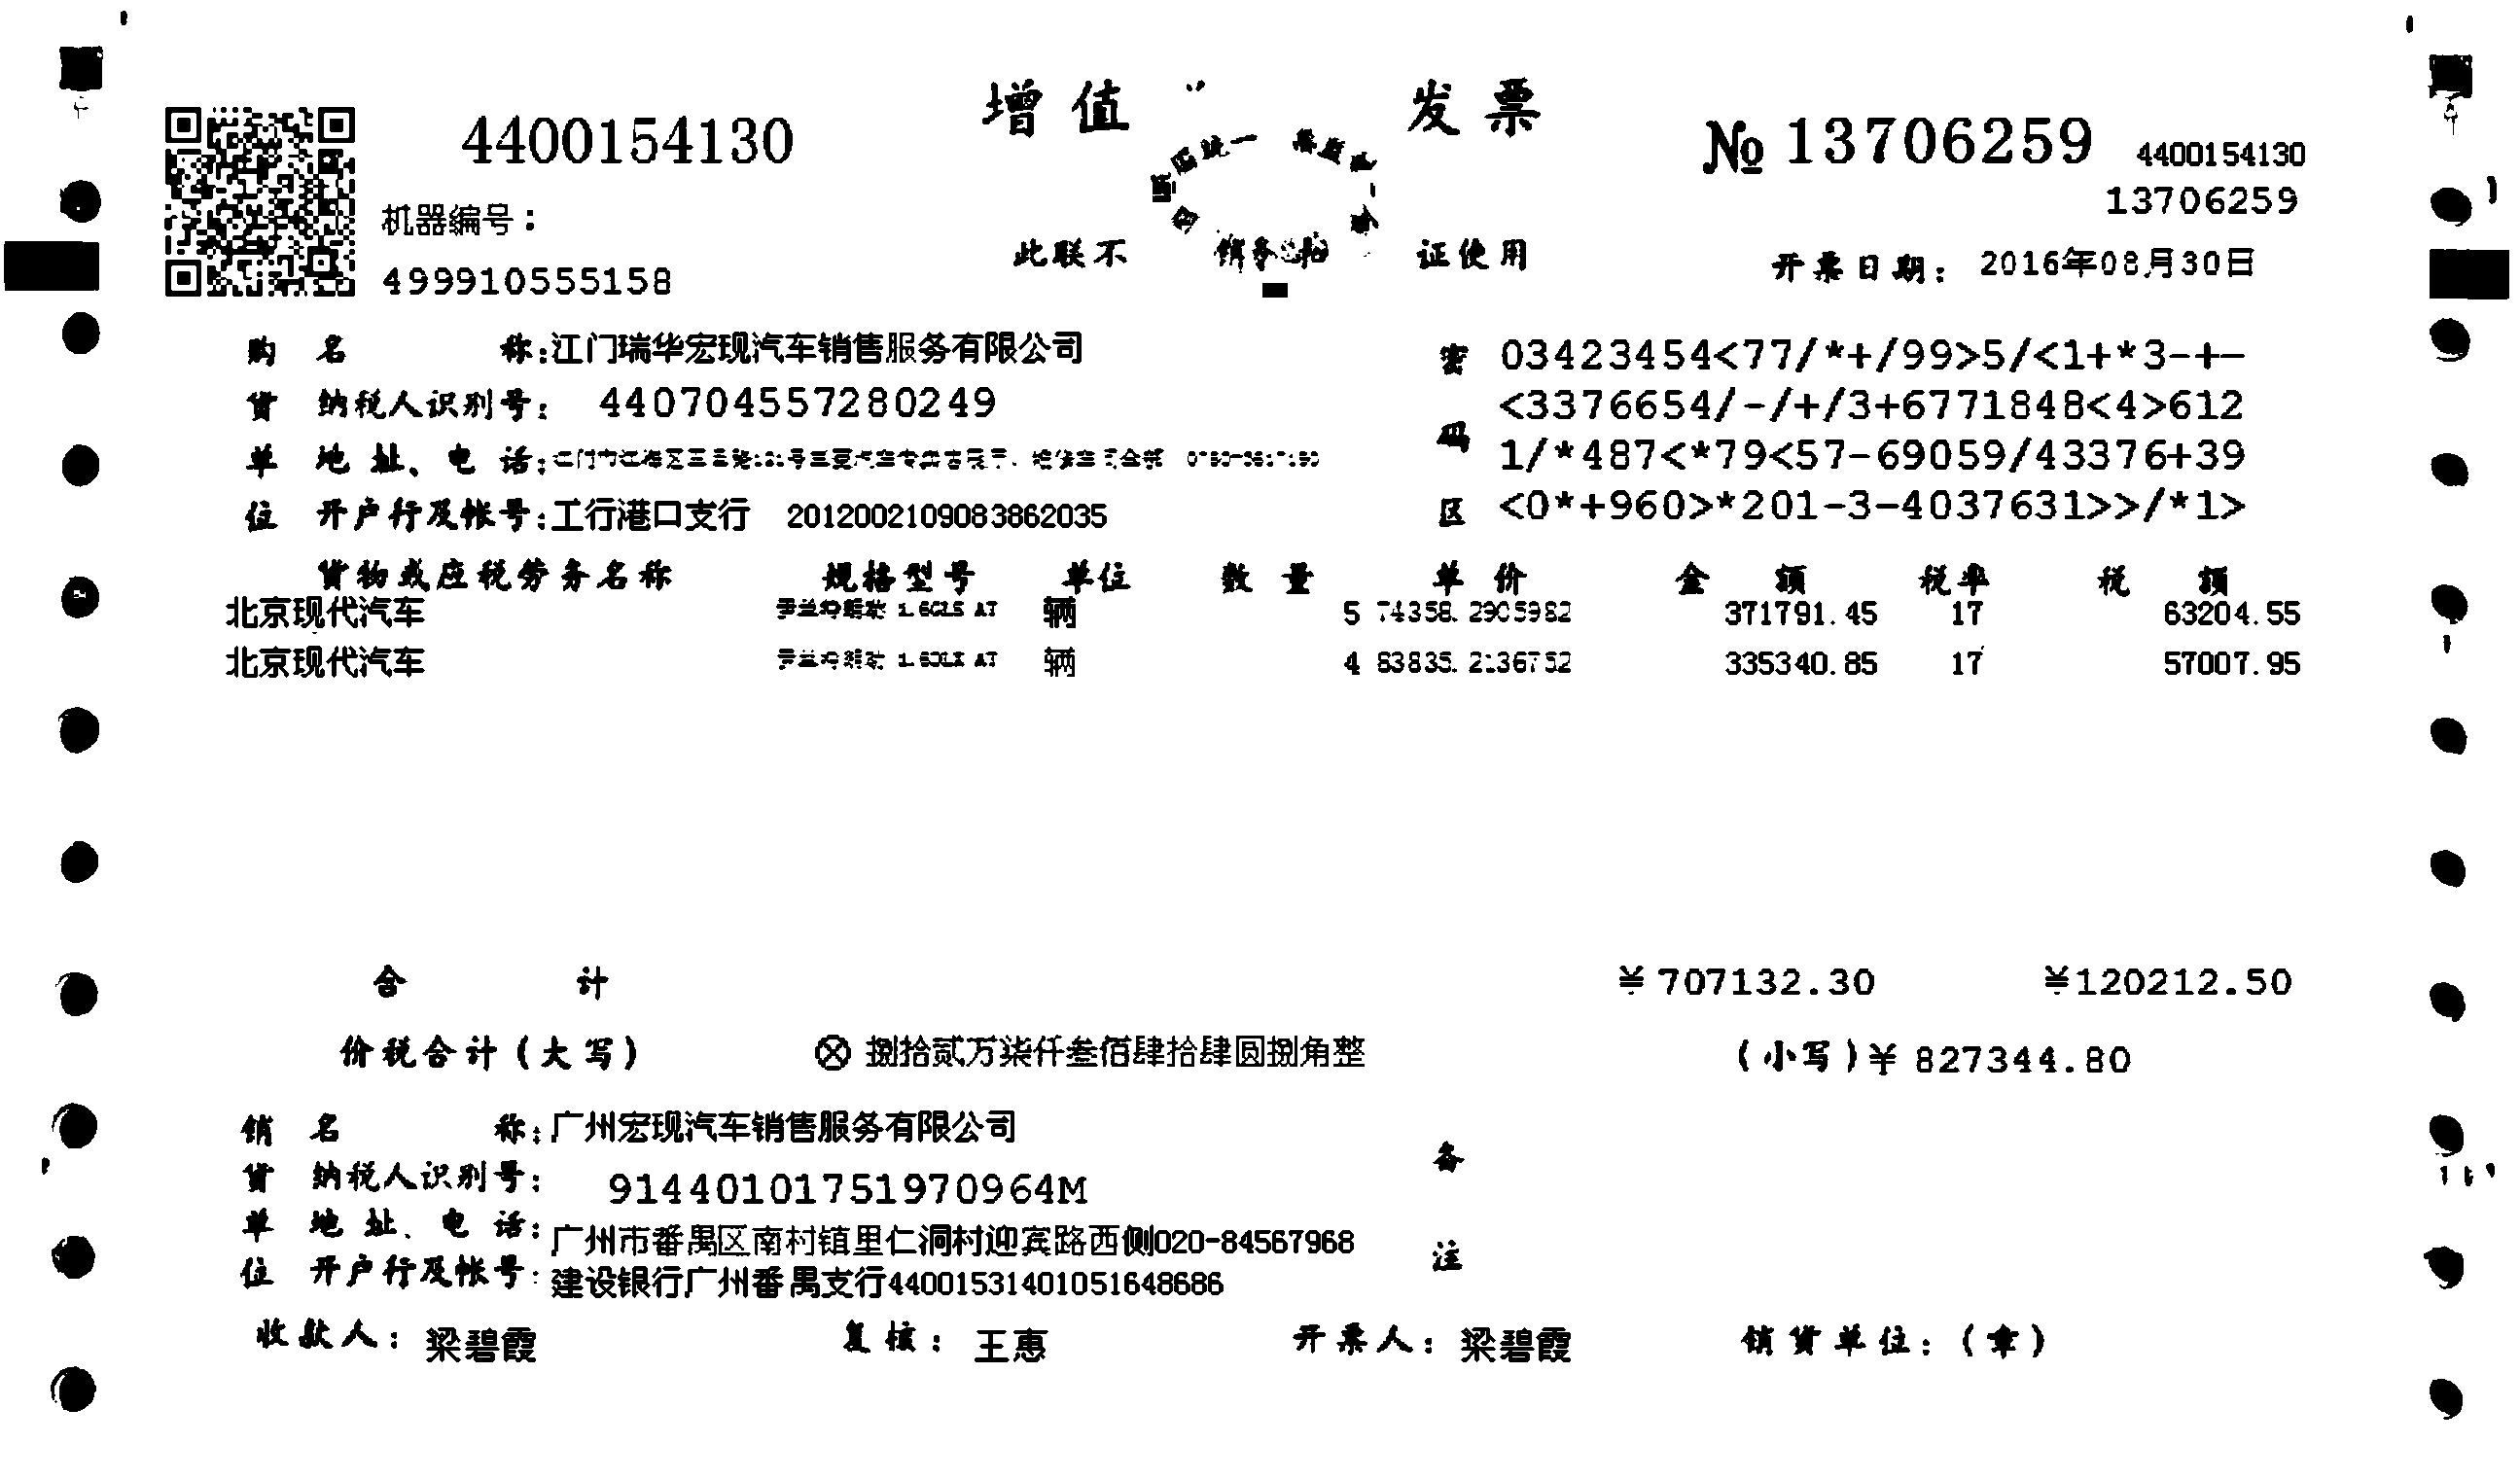 4400154130
增值 发票
№ 13706259 4400154130
13706259
机器编号：
499910555158
此联不 证使用
开票日期： 2016年08月30日
购 名 称：江门瑞华宏现汽车销售服务有限公司
货 纳税人识别号： 440704557280249
单 地址、电话：
位 开户行及帐号：工行港口支行 2012002109083862035
密码区
03423454<77/*+/99>5/<1+*3-+-
<3376654/-/+/3+6771848<4>612
1/*487<*79<57-69059/43376+39
<0*+960>*201-3-4037631>>/*1>
货物或应税劳务名称 规格型号 单位 数量 单价 金额 税率 税额
北京现代汽车 辆 5 74358.2905982 371791.45 17 63204.55
北京现代汽车 辆 4 83835.2136752 335340.85 17 57007.95
合计 ￥707132.30 ￥120212.50
价税合计(大写) ⊗ 捌拾贰万柒仟叁佰肆拾肆圆捌角整 (小写)￥ 827344.80
销 名 称：广州宏现汽车销售服务有限公司
货 纳税人识别号： 91440101751970964M
单 地址、电话：广州市番禺区南村镇里仁洞村迎宾路西侧020-84567968
位 开户行及帐号：建设银行广州番禺支行44001531401051648686
备注
收款人：梁碧霞 复核：王惠 开票人：梁碧霞 销货单位：(章)